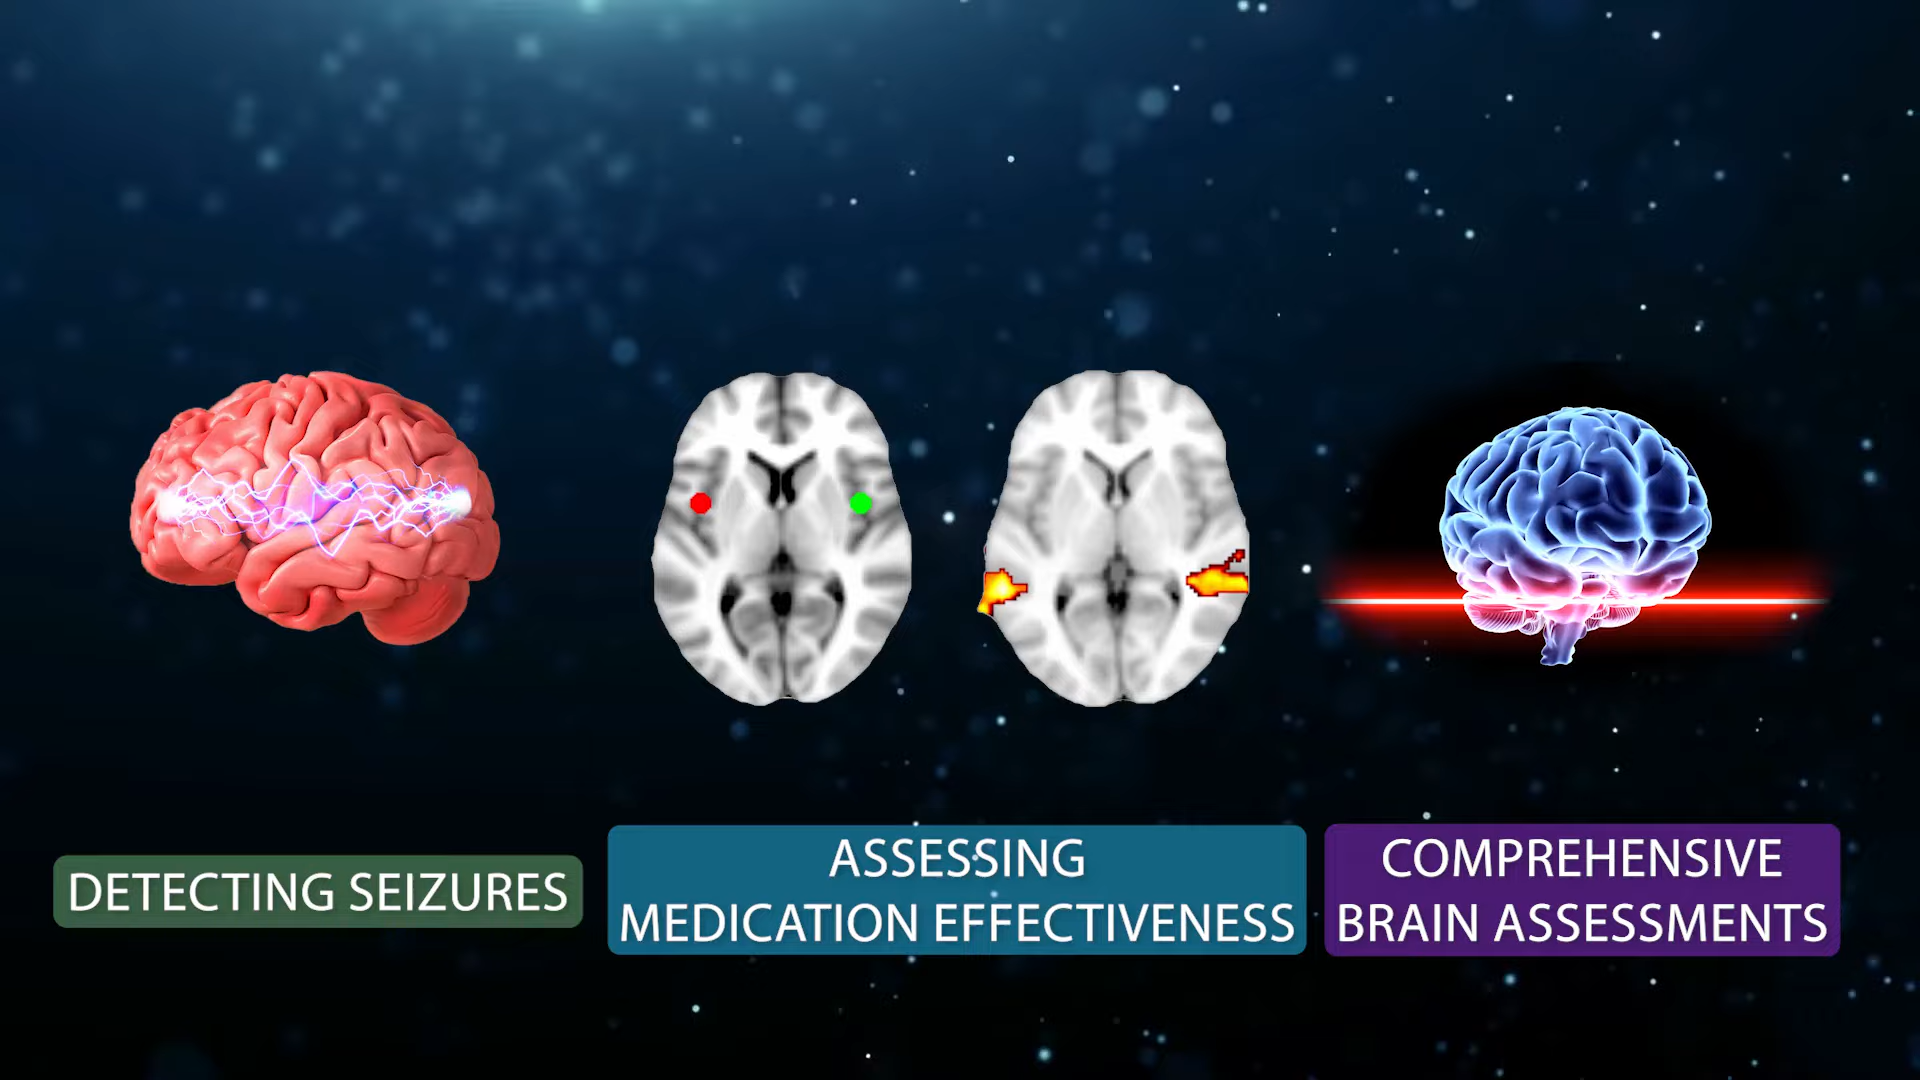 DETECTING SEIZURES
ASSESSING
MEDICATION EFFECTIVENESS
COMPREHENSIVE
BRAIN ASSESSMENTS